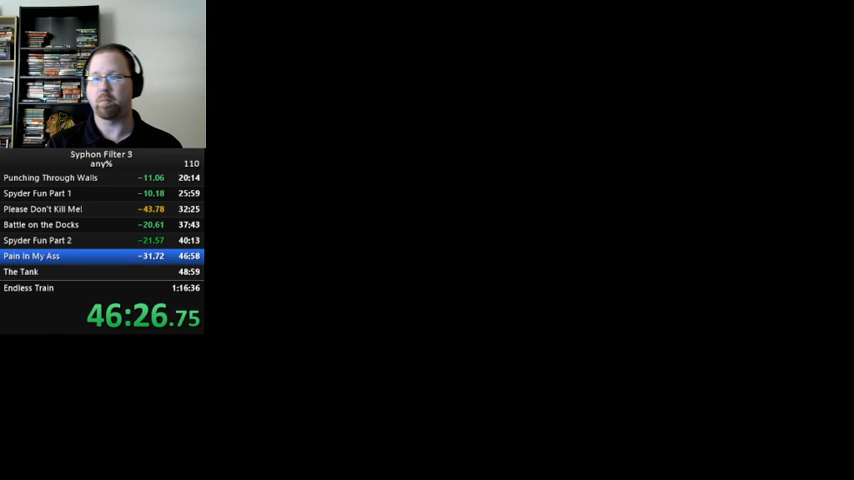 Syphon Filter 3
any% 110
Punching Through Walls -11.06 20:14
Spyder Fun Part 1 -10.18 25:59
Please Don't Kill Me! -43.78 32:25
Battle on the Docks -20.61 37:43
Spyder Fun Part 2 -21.57 40:13
Pain In My Ass -31.72 46:58
The Tank 48:59
Endless Train 1:16:36
46:26.75